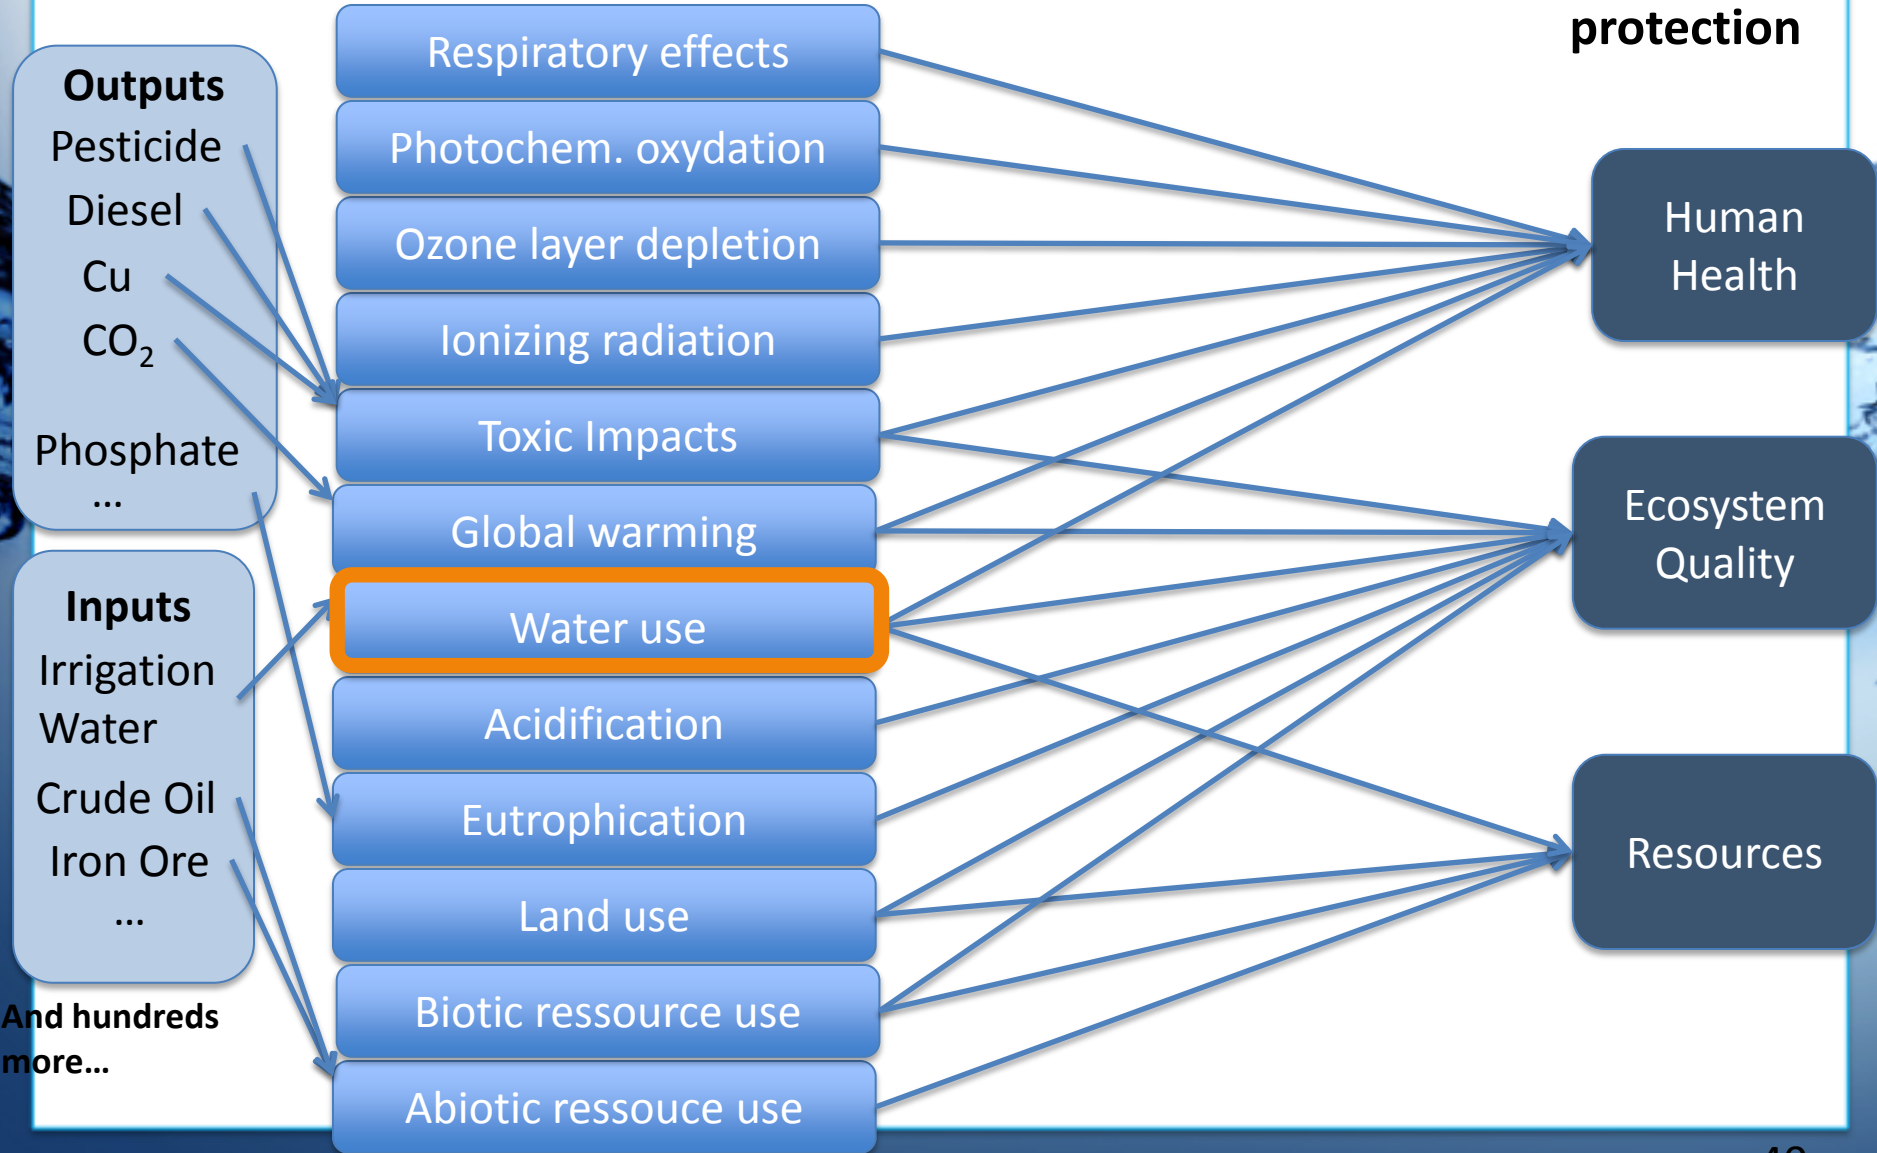 protection
Outputs
Pesticide
Diesel
Cu
CO₂
Phosphate
...
Inputs
Irrigation
Water
Crude Oil
Iron Ore
...
And hundreds
more...
Respiratory effects
Photochem. oxydation
Ozone layer depletion
Ionizing radiation
Toxic Impacts
Global warming
Water use
Acidification
Eutrophication
Land use
Biotic ressource use
Abiotic ressouce use
Human
Health
Ecosystem
Quality
Resources